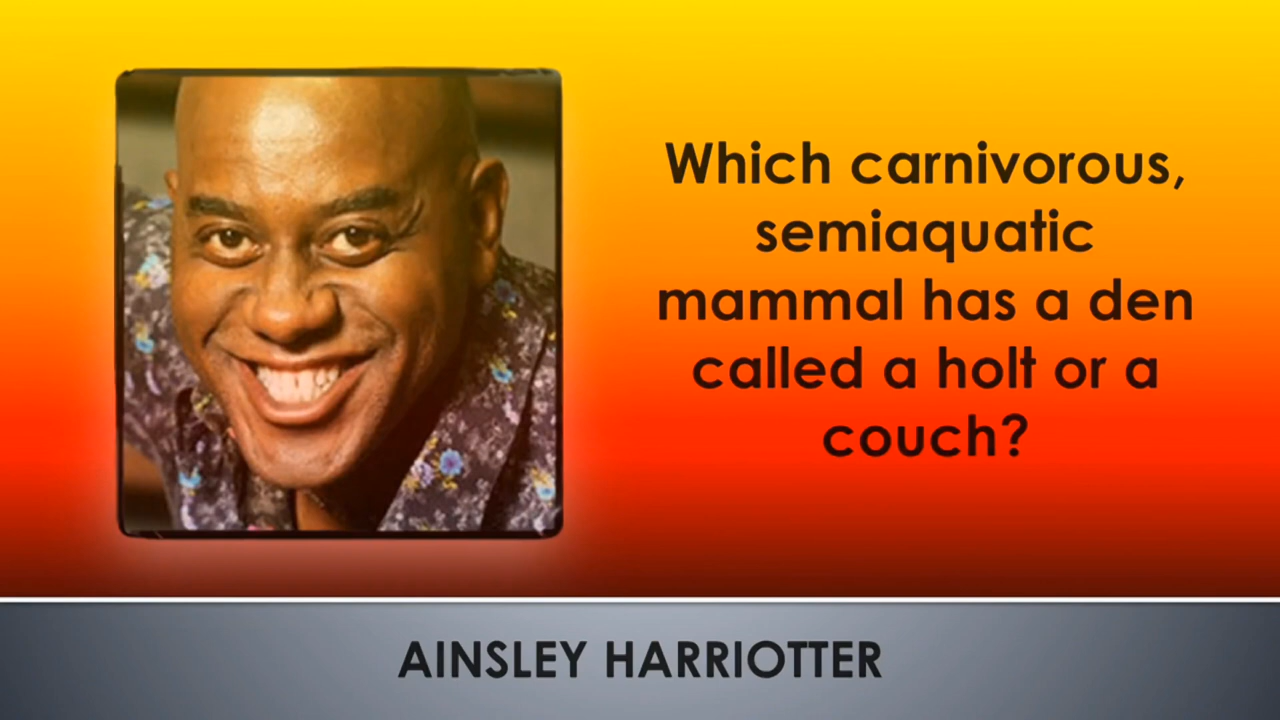 Which carnivorous,
semiaquatic
mammal has a den
called a holt or a
couch?
AINSLEY HARRIOTTER